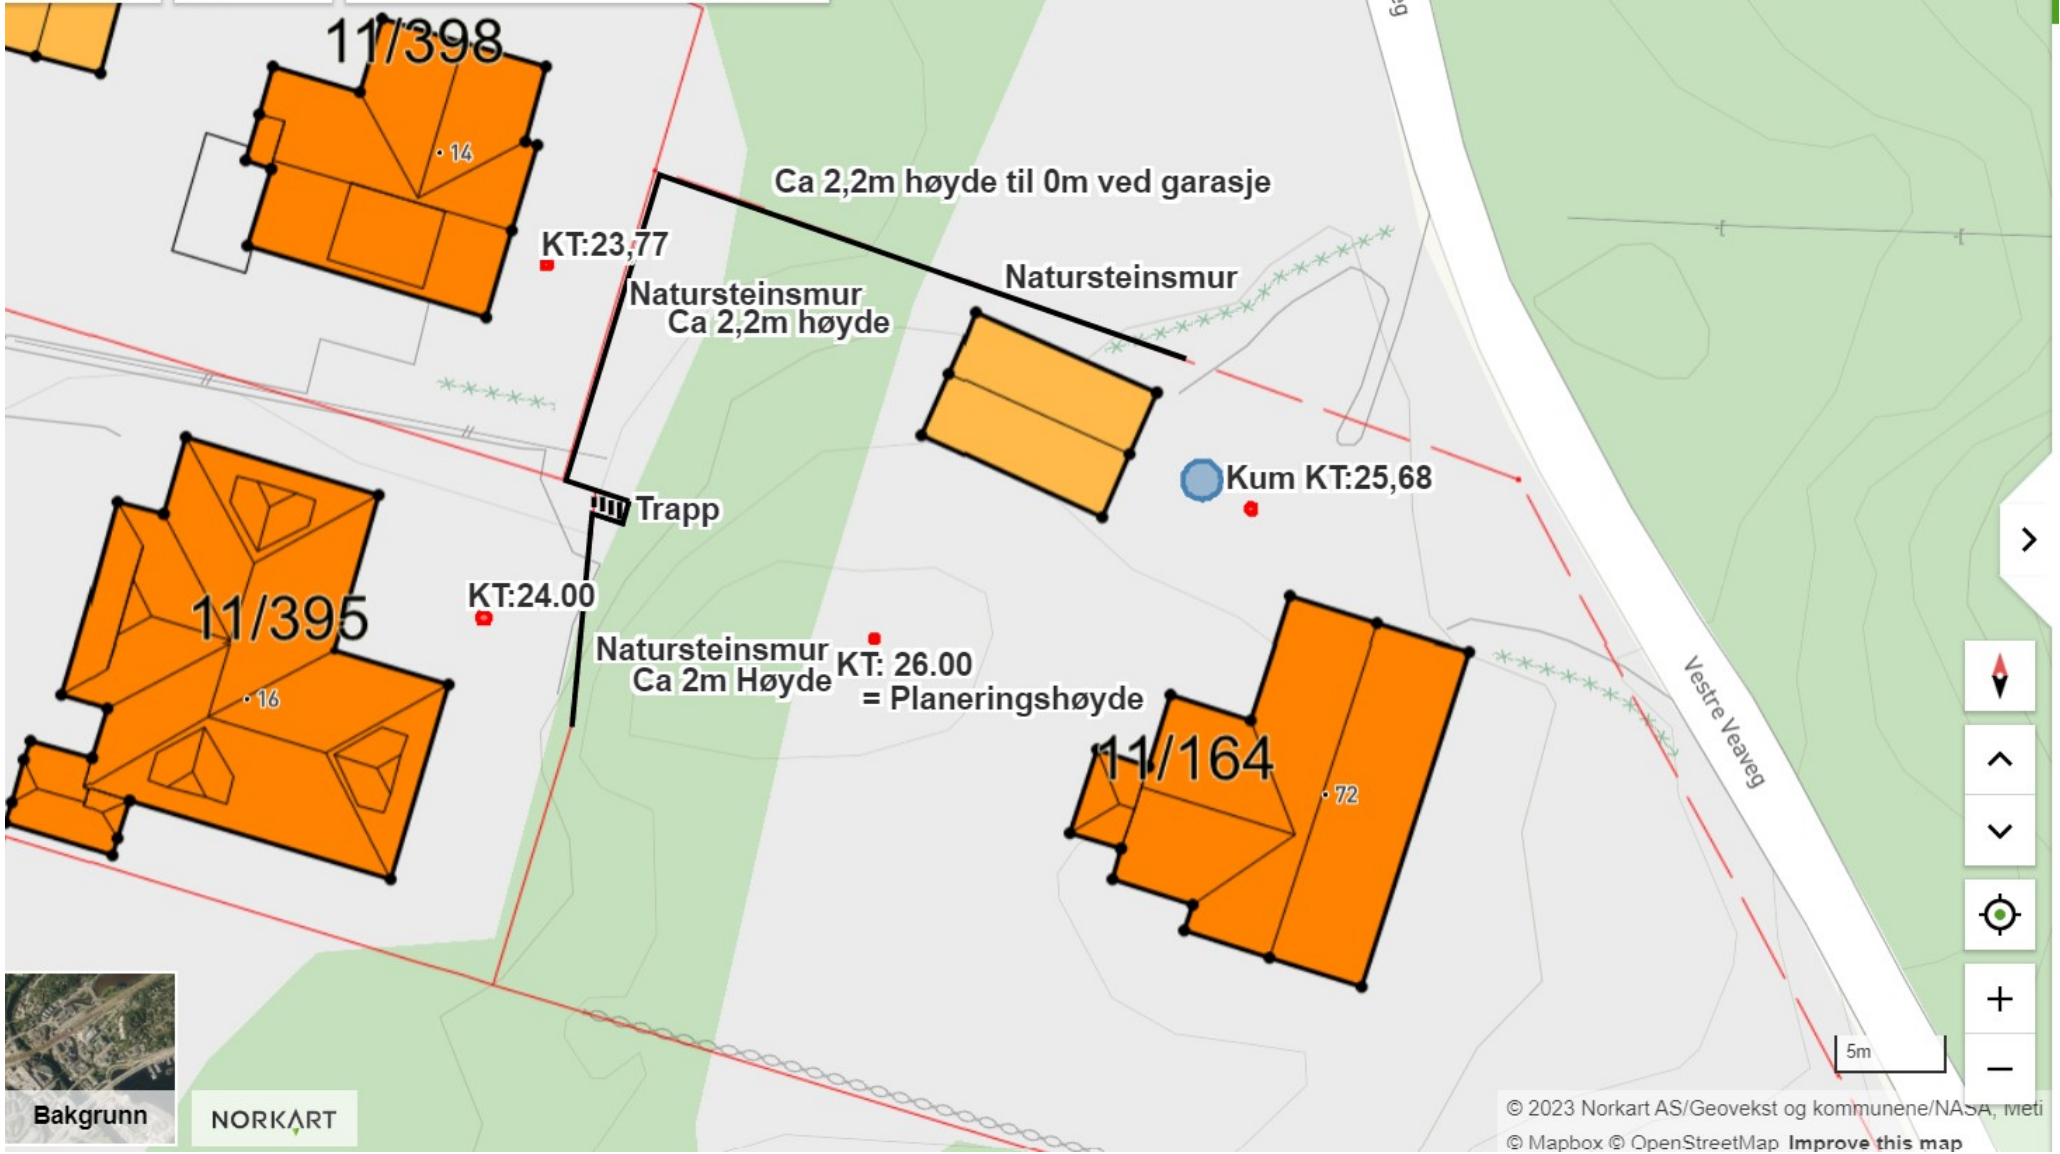 eg
11/398
14
Ca 2,2m høyde til 0m ved garasje
KT:23,77
Natursteinsmur
Natursteinsmur
Ca 2,2m høyde
Kum KT:25,68
Trapp
KT:24.00
11/395
Natursteinsmur
Ca 2m Høyde
KT: 26.00
= Planeringshøyde
16
11/164
72
Vestre Veaveg
5m
Bakgrunn
NORKART
© 2023 Norkart AS/Geovekst og kommunene/NASA, Meti
© Mapbox © OpenStreetMap Improve this map